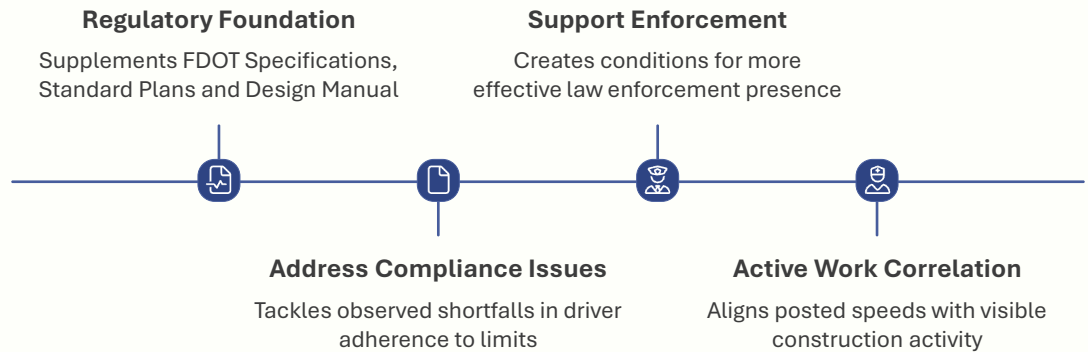 Regulatory Foundation
Supplements FDOT Specifications,
Standard Plans and Design Manual
Support Enforcement
Creates conditions for more
effective law enforcement presence
Address Compliance Issues
Tackles observed shortfalls in driver
adherence to limits
Active Work Correlation
Aligns posted speeds with visible
construction activity